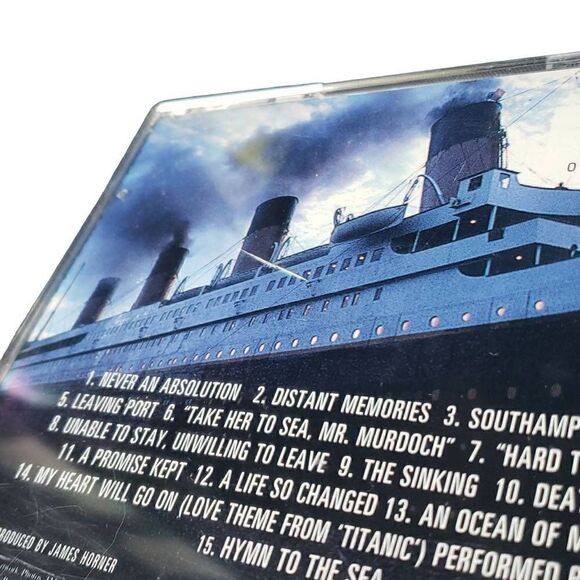 1. NEVER AN ABSOLUTION 2. DISTANT MEMORIES 3. SOUTHAMP
5. LEAVING PORT 6. "TAKE HER TO SEA, MR. MURDOCH" 7. "HARD T
8. UNABLE TO STAY, UNWILLING TO LEAVE 9. THE SINKING 10. DEAT
11. A PROMISE KEPT 12. A LIFE SO CHANGED 13. AN OCEAN OF M
14. MY HEART WILL GO ON (LOVE THEME FROM 'TITANIC') PERFORMED
15. HYMN TO THE SEA
RODUCED BY JAMES HORNER